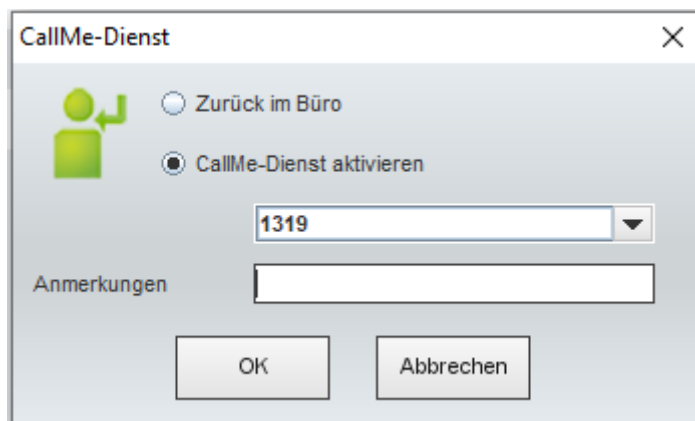 CallMe-Dienst
Zurück im Büro
CallMe-Dienst aktivieren
1319
Anmerkungen
OK
Abbrechen